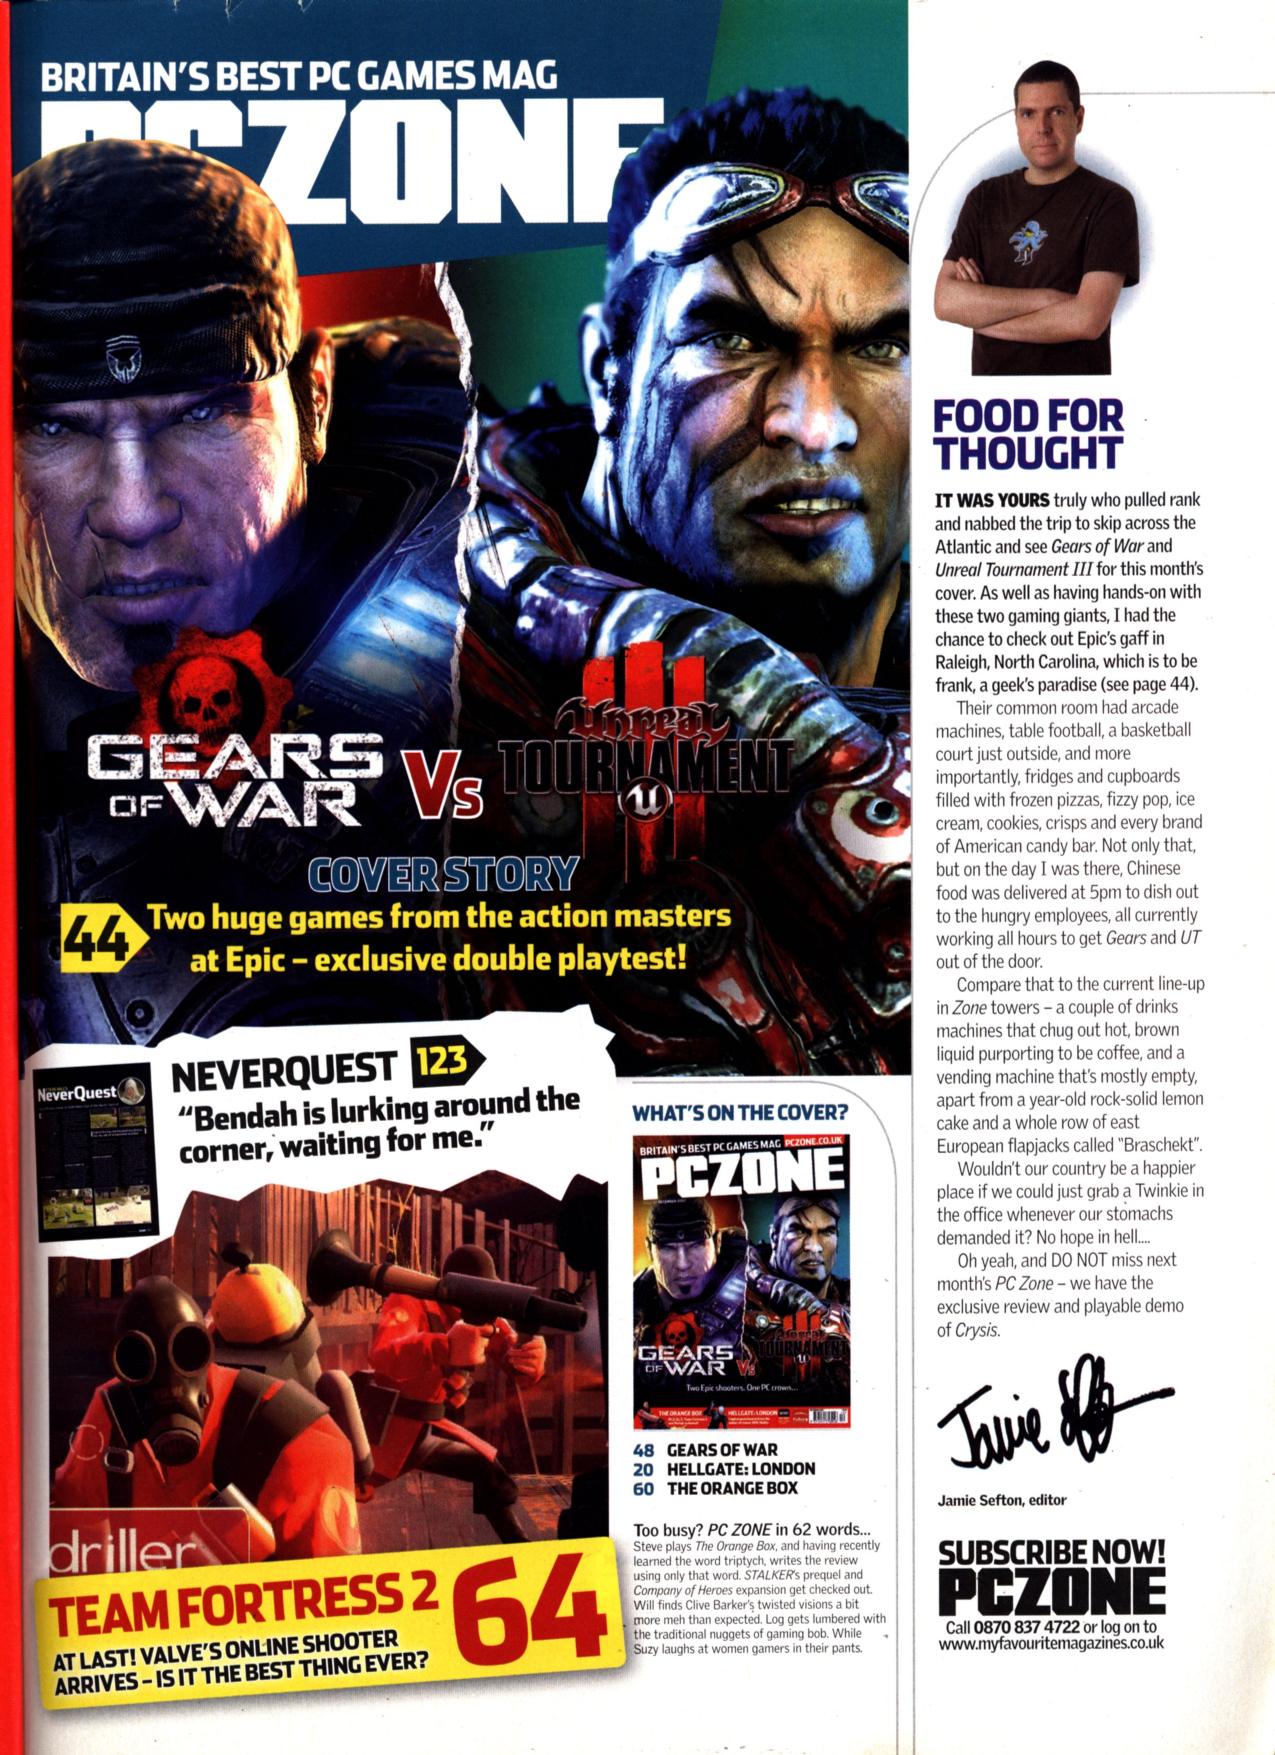 BRITAIN'S BEST PC GAMES MAG
PCZONE
GEARS
OF WAR
Vs
Unreal
TOURNAMENT
III
COVER STORY
44
Two huge games from the action masters
at Epic – exclusive double playtest!
NeverQuest
NEVERQUEST 123
“Bendah is lurking around the
corner, waiting for me.”
driller
TEAM FORTRESS 2
64
AT LAST! VALVE'S ONLINE SHOOTER
ARRIVES – IS IT THE BEST THING EVER?
WHAT'S ON THE COVER?
BRITAIN'S BEST PC GAMES MAG PCZONE.CO.UK
PCZONE
GEARS
OF WAR
Vs
Unreal
TOURNAMENT
III
Two Epic shooters. One PC crown...
THE ORANGE BOX
HELLGATE: LONDON
48 GEARS OF WAR
20 HELLGATE: LONDON
60 THE ORANGE BOX
Too busy? PC ZONE in 62 words...
Steve plays The Orange Box, and having recently
learned the word triptych, writes the review
using only that word. STALKER's prequel and
Company of Heroes expansion get checked out.
Will finds Clive Barker's twisted visions a bit
more meh than expected. Log gets lumbered with
the traditional nuggets of gaming bob. While
Suzy laughs at women gamers in their pants.
FOOD FOR
THOUGHT
IT WAS YOURS truly who pulled rank
and nabbed the trip to skip across the
Atlantic and see Gears of War and
Unreal Tournament III for this month's
cover. As well as having hands-on with
these two gaming giants, I had the
chance to check out Epic's gaff in
Raleigh, North Carolina, which is to be
frank, a geek's paradise (see page 44).
Their common room had arcade
machines, table football, a basketball
court just outside, and more
importantly, fridges and cupboards
filled with frozen pizzas, fizzy pop, ice
cream, cookies, crisps and every brand
of American candy bar. Not only that,
but on the day I was there, Chinese
food was delivered at 5pm to dish out
to the hungry employees, all currently
working all hours to get Gears and UT
out of the door.
Compare that to the current line-up
in Zone towers – a couple of drinks
machines that chug out hot, brown
liquid purporting to be coffee, and a
vending machine that's mostly empty,
apart from a year-old rock-solid lemon
cake and a whole row of east
European flapjacks called “Braschekt”.
Wouldn't our country be a happier
place if we could just grab a Twinkie in
the office whenever our stomachs
demanded it? No hope in hell....
Oh yeah, and DO NOT miss next
month's PC Zone – we have the
exclusive review and playable demo
of Crysis.
Jamie
Jamie Sefton, editor
SUBSCRIBE NOW!
PCZONE
Call 0870 837 4722 or log on to
www.myfavouritemagazines.co.uk